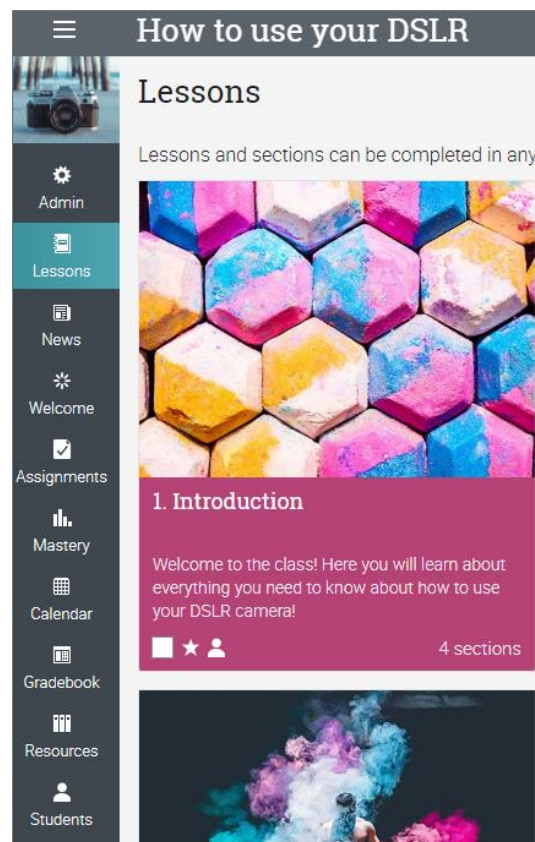 How to use your DSLR
Lessons
Lessons and sections can be completed in any
Admin
Lessons
News
Welcome
Assignments
Mastery
Calendar
Gradebook
Resources
Students
1. Introduction
Welcome to the class! Here you will learn about
everything you need to know about how to use
your DSLR camera!
4 sections